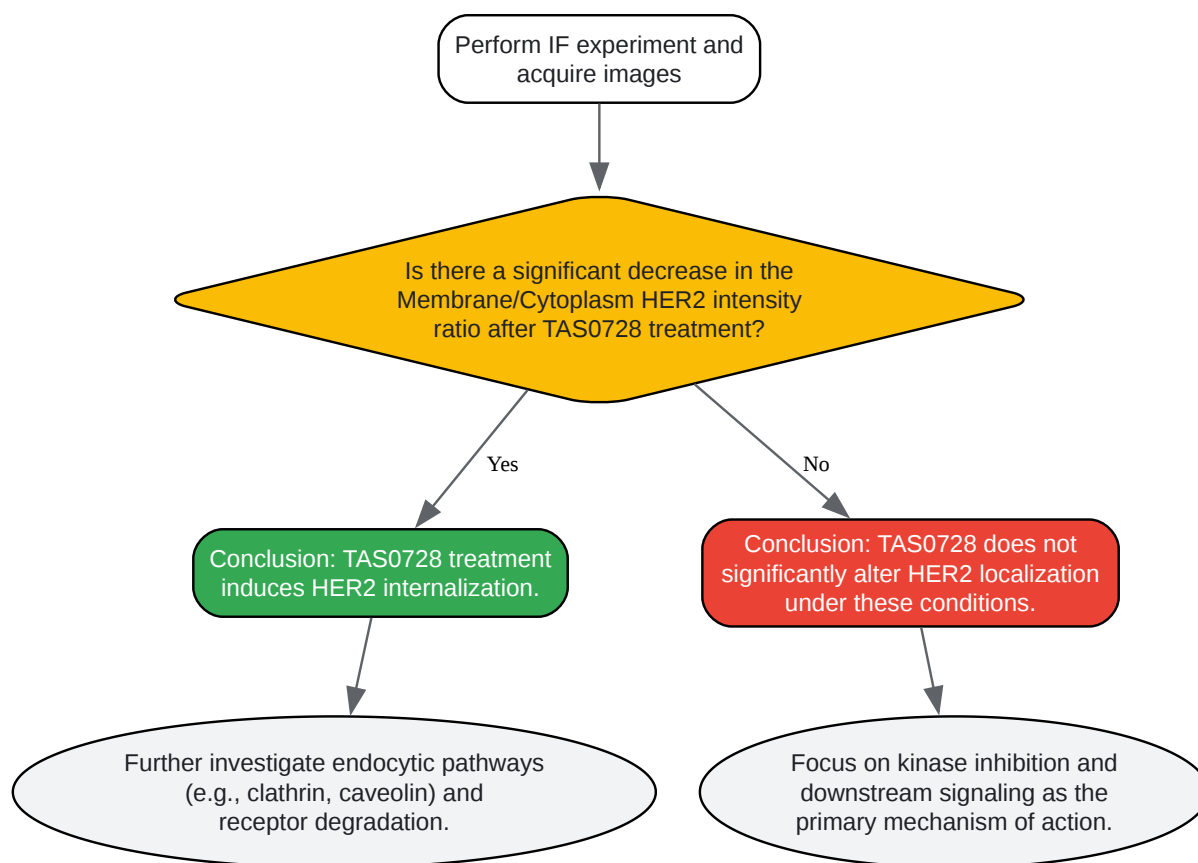 Perform IF experiment and
acquire images
Is there a significant decrease in the
Membrane/Cytoplasm HER2 intensity
ratio after TAS0728 treatment?
Yes
No
Conclusion: TAS0728 treatment
induces HER2 internalization.
Conclusion: TAS0728 does not
significantly alter HER2 localization
under these conditions.
Further investigate endocytic pathways
(e.g., clathrin, caveolin) and
receptor degradation.
Focus on kinase inhibition and
downstream signaling as the
primary mechanism of action.